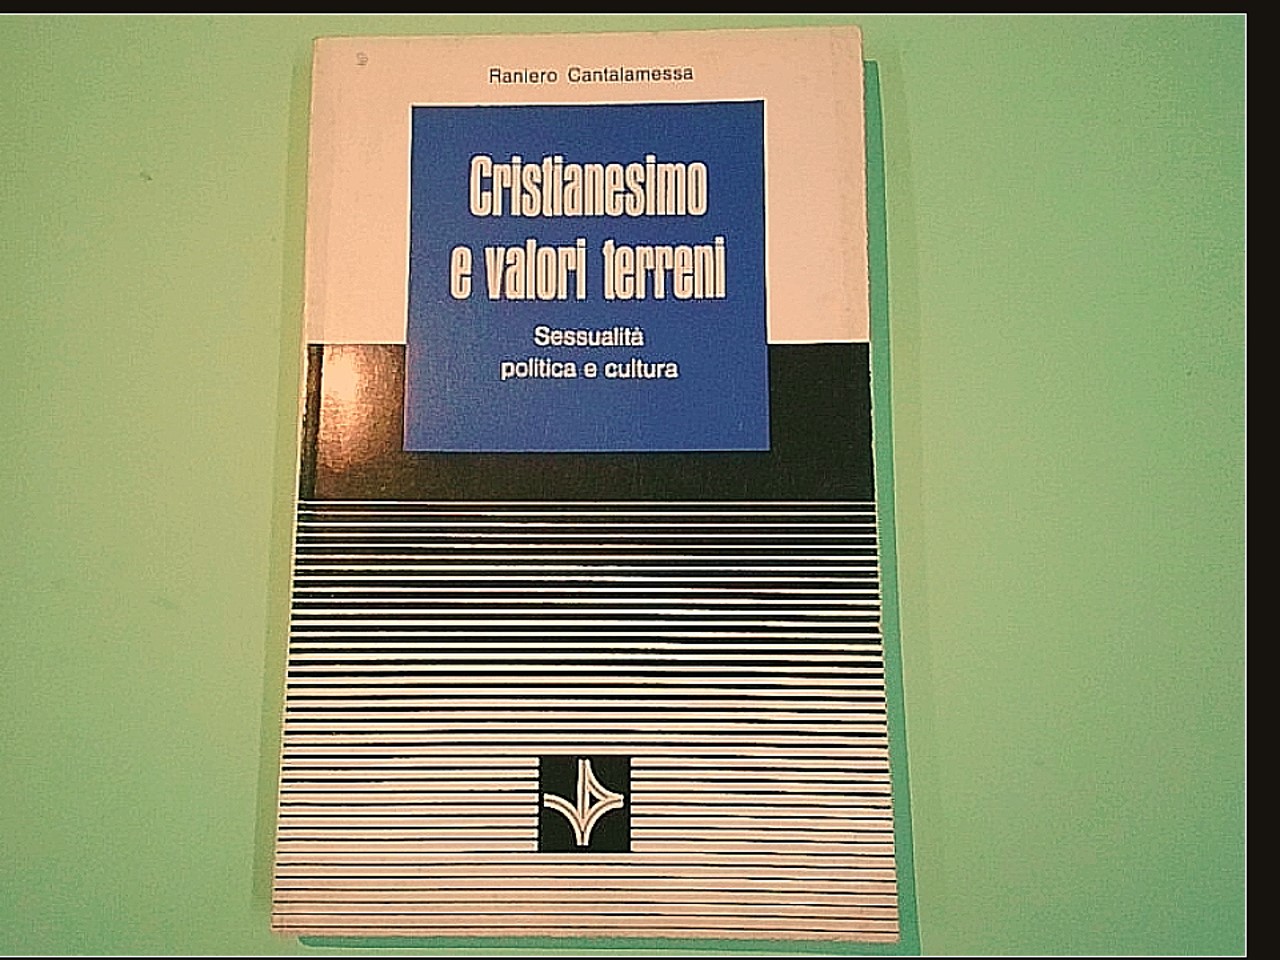 Raniero Cantalamessa
Cristianesimo
e valori terreni
Sessualità
politica e cultura